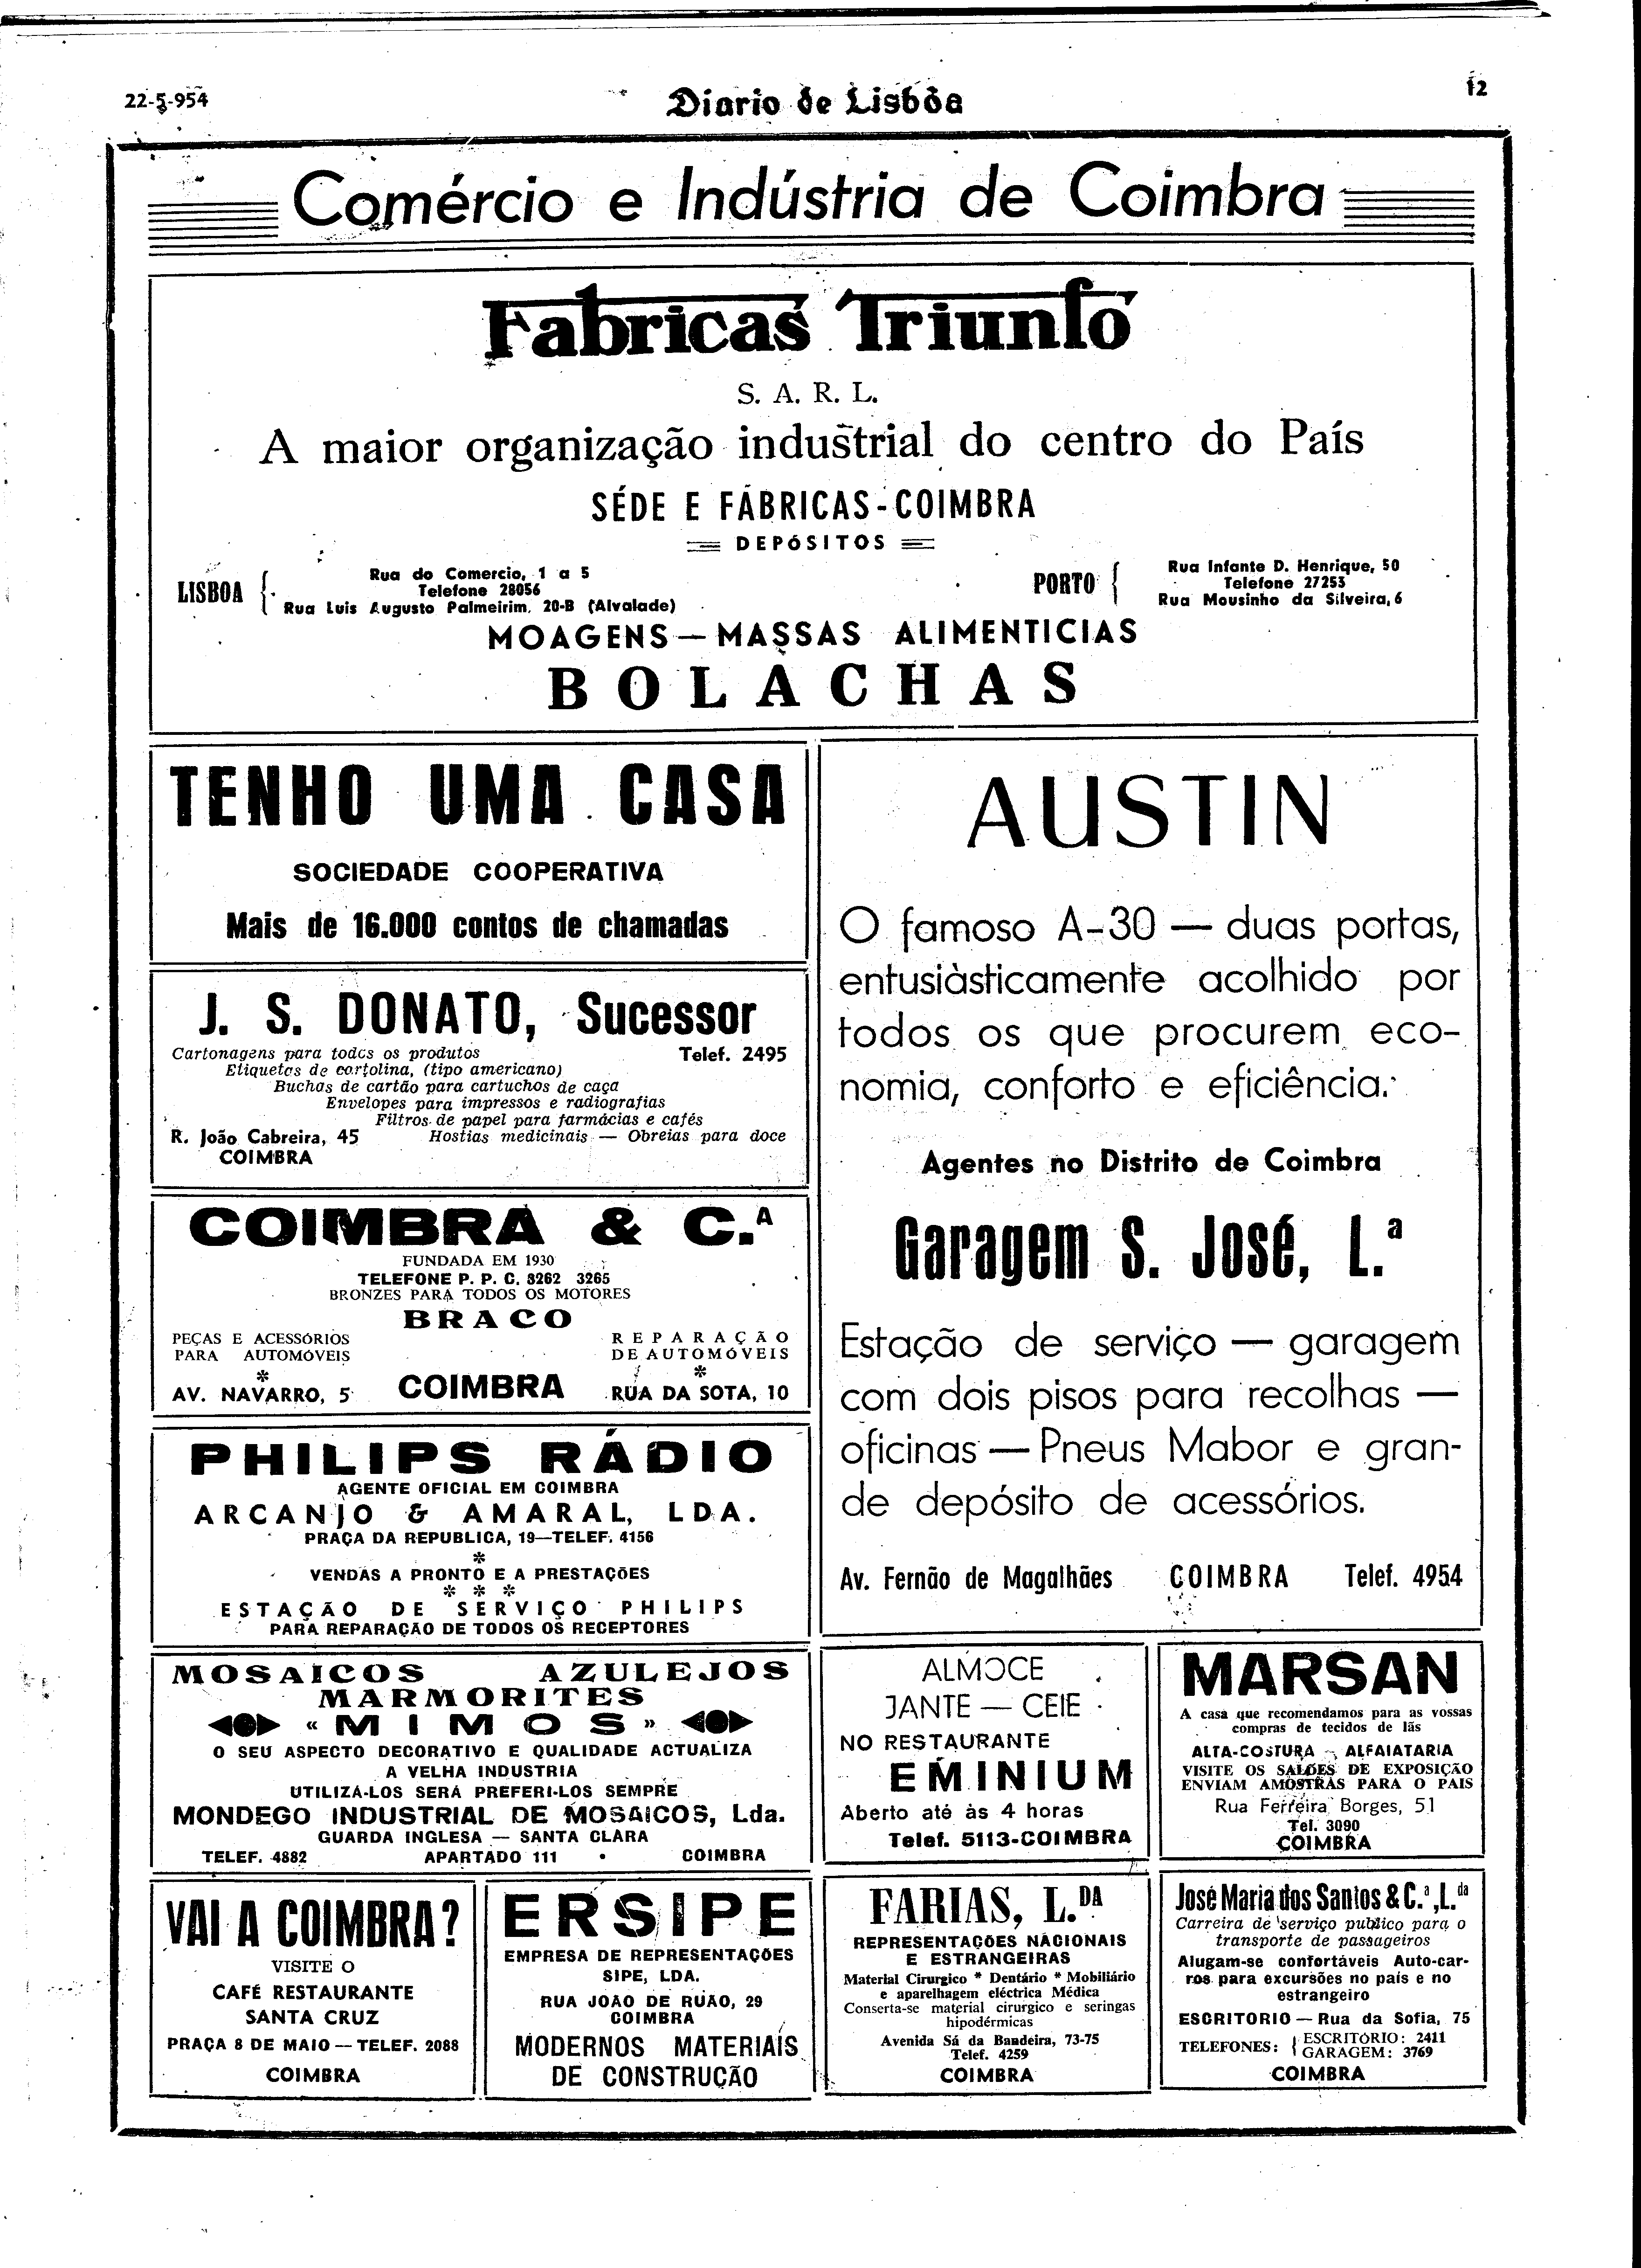 22-5-954
Diario de Lisbôa
12
Comércio e Indústria de Coimbra
Fabricas Triunfo
S. A. R. L.
A maior organização industrial do centro do País
SÉDE E FÁBRICAS-COIMBRA
DEPÓSITOS
LISBOA
Rua do Comercio, 1 a 5
Telefone 28056
Rua Luis Augusto Palmeirim, 20-B (Alvalade)
PORTO
Rua Infante D. Henrique, 50
Telefone 27253
Rua Mousinho da Silveira, 6
MOAGENS — MASSAS ALIMENTICIAS
BOLACHAS
TENHO UMA CASA
SOCIEDADE COOPERATIVA
Mais de 16.000 contos de chamadas
J. S. DONATO, Sucessor
Cartonagens para todos os produtos
Telef. 2495
Etiquetas de cartolina, (tipo americano)
Buchas de cartão para cartuchos de caça
Envelopes para impressos e radiografias
Filtros de papel para farmácias e cafés
R. João Cabreira, 45
Hostias medicinais — Obreias para doce
COIMBRA
COIMBRA & C.A
FUNDADA EM 1930
TELEFONE P. P. C. 3262 3265
BRONZES PARA TODOS OS MOTORES
BRACO
PEÇAS E ACESSÓRIOS
PARA AUTOMÓVEIS
*
AV. NAVARRO, 5
COIMBRA
REPARAÇÃO
DE AUTOMÓVEIS
*
RUA DA SOTA, 10
PHILIPS RÁDIO
AGENTE OFICIAL EM COIMBRA
ARCANJO & AMARAL, LDA.
PRAÇA DA REPUBLICA, 19—TELEF. 4156
*
VENDAS A PRONTO E A PRESTAÇÕES
* * *
ESTAÇÃO DE SERVIÇO PHILIPS
PARA REPARAÇÃO DE TODOS OS RECEPTORES
AUSTIN
O famoso A-30 — duas portas,
entusiàsticamente acolhido por
todos os que procurem eco-
nomia, conforto e eficiência.
Agentes no Distrito de Coimbra
Garagem S. José, L.ª
Estação de serviço — garagem
com dois pisos para recolhas —
oficinas — Pneus Mabor e gran-
de depósito de acessórios.
Av. Fernão de Magalhães COIMBRA Telef. 4954
MOSAICOS AZULEJOS
MARMORITES
«MIMOS»
O SEU ASPECTO DECORATIVO E QUALIDADE ACTUALIZA
A VELHA INDUSTRIA
UTILIZÁ-LOS SERÁ PREFERI-LOS SEMPRE
MONDEGO INDUSTRIAL DE MOSAICOS, Lda.
GUARDA INGLESA — SANTA CLARA
TELEF. 4882 APARTADO 111 • COIMBRA
ALMOCE
JANTE — CEIE
NO RESTAURANTE
EMINIUM
Aberto até às 4 horas
Telef. 5113-COIMBRA
MARSAN
A casa que recomendamos para as vossas
compras de tecidos de lãs
ALTA-COSTURA - ALFAIATARIA
VISITE OS SALÕES DE EXPOSIÇÃO
ENVIAM AMOSTRAS PARA O PAIS
Rua Ferreira Borges, 51
Tel. 3090
COIMBRA
VAI A COIMBRA?
VISITE O
CAFÉ RESTAURANTE
SANTA CRUZ
PRAÇA 8 DE MAIO — TELEF. 2088
COIMBRA
ERSIPE
EMPRESA DE REPRESENTAÇÕES
SIPE, LDA.
RUA JOÃO DE RUÃO, 29
COIMBRA
MODERNOS MATERIAIS
DE CONSTRUÇÃO
FARIAS, L.DA
REPRESENTAÇÕES NACIONAIS
E ESTRANGEIRAS
Material Cirurgico * Dentário * Mobiliário
e aparelhagem eléctrica Médica
Conserta-se material cirurgico e seringas
hipodérmicas
Avenida Sá da Bandeira, 73-75
Telef. 4259
COIMBRA
José Maria dos Santos & C.ª, L.da
Carreira de serviço publico para o
transporte de passageiros
Alugam-se confortáveis Auto-car-
ros para excursões no país e no
estrangeiro
ESCRITORIO — Rua da Sofia, 75
TELEFONES:
ESCRITÓRIO: 2411
GARAGEM: 3769
COIMBRA